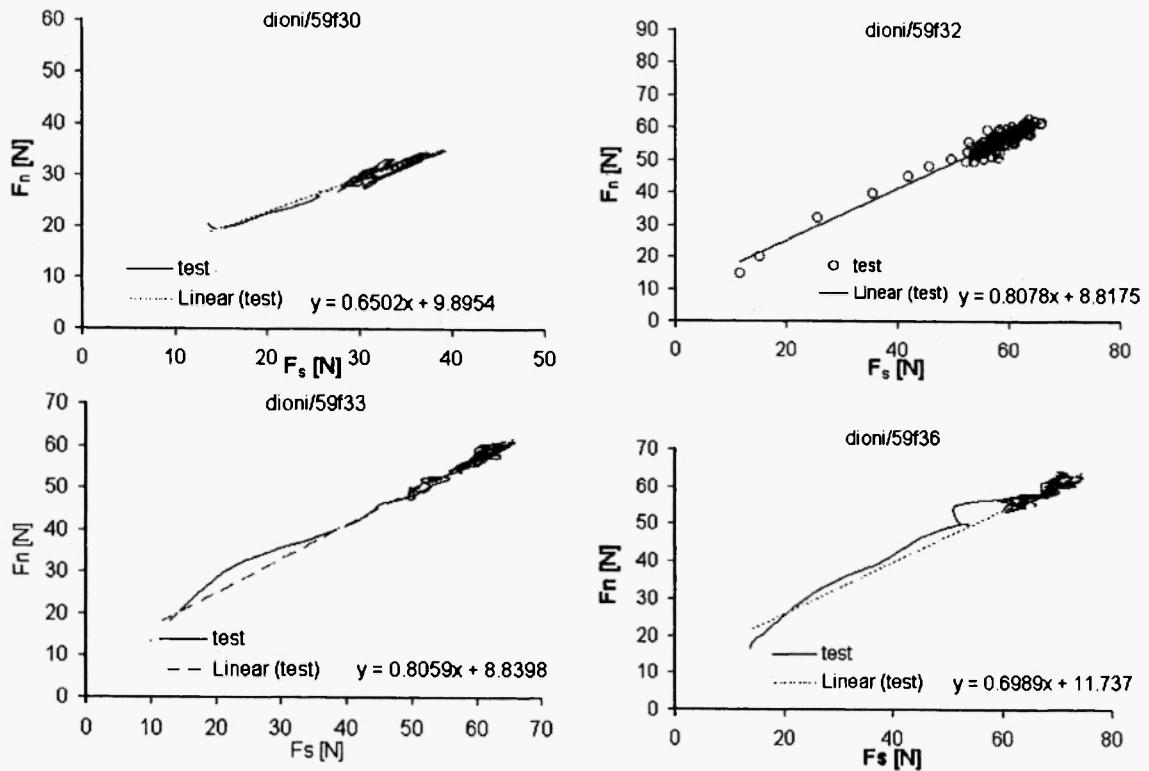 dioni/59f30
60
50
40
30
20
10
0
Fn [N]
test
Linear (test) y = 0.6502x + 9.8954
0 10 20 30 40 50
Fs [N]
dioni/59f32
90
80
70
60
50
40
30
20
10
0
Fn [N]
test
Linear (test) y = 0.8078x + 8.8175
0 20 40 60 80
Fs [N]
dioni/59f33
70
60
50
40
30
20
10
0
Fn [N]
test
Linear (test) y = 0.8059x + 8.8398
0 10 20 30 40 50 60 70
Fs [N]
dioni/59f36
70
60
50
40
30
20
10
0
Fn [N]
test
Linear (test) y = 0.6989x + 11.737
0 20 40 60 80
Fs [N]